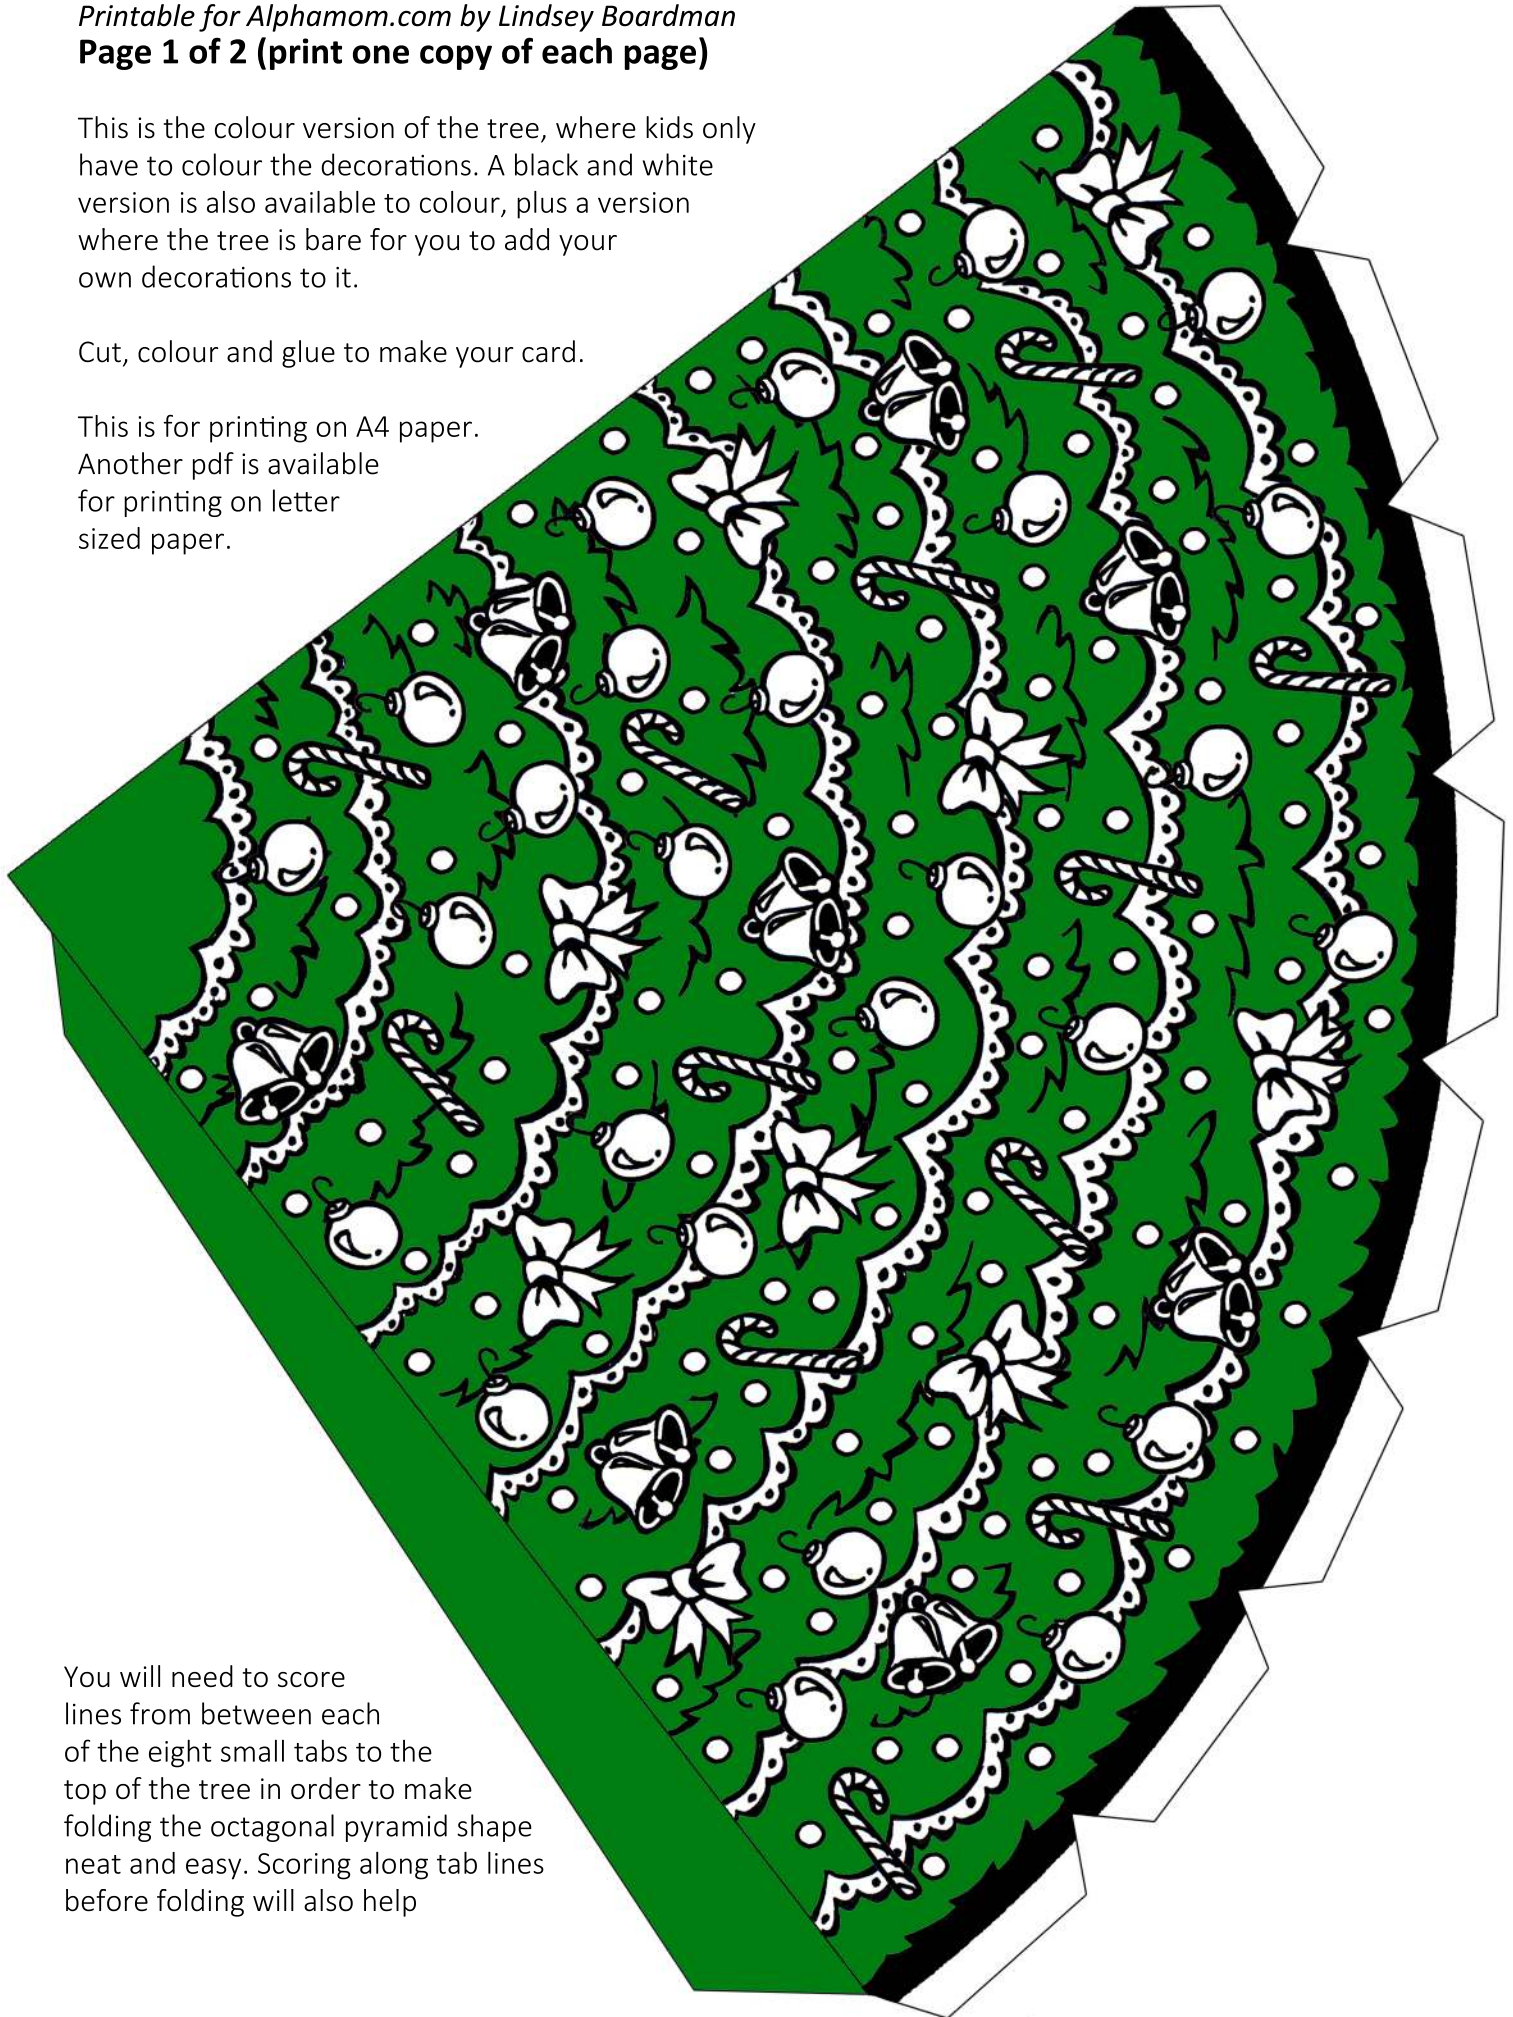 Printable for Alphamom.com by Lindsey Boardman
Page 1 of 2 (print one copy of each page)
This is the colour version of the tree, where kids only
have to colour the decorations. A black and white
version is also available to colour, plus a version
where the tree is bare for you to add your
own decorations to it.
Cut, colour and glue to make your card.
This is for printing on A4 paper.
Another pdf is available
for printing on letter
sized paper.
You will need to score
lines from between each
of the eight small tabs to the
top of the tree in order to make
folding the octagonal pyramid shape
neat and easy. Scoring along tab lines
before folding will also help